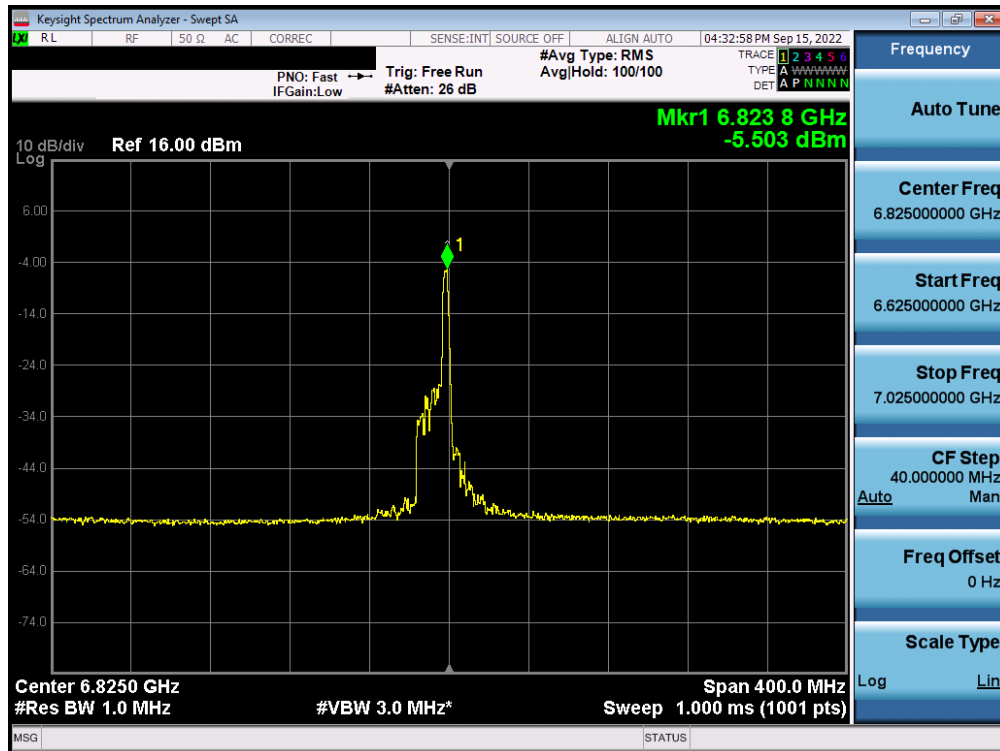 Keysight Spectrum Analyzer - Swept SA
LXI RL RF 50 Ω AC CORREC SENSE:INT SOURCE OFF ALIGN AUTO 04:32:58 PM Sep 15, 2022
PNO: Fast
IFGain:Low
Trig: Free Run
#Atten: 26 dB
#Avg Type: RMS
Avg|Hold: 100/100
TRACE 1 2 3 4 5 6
TYPE A WWWWW
DET A P N N N N
Mkr1 6.823 8 GHz
-5.503 dBm
10 dB/div
Log
Ref 16.00 dBm
1
6.00
-4.00
-14.0
-24.0
-34.0
-44.0
-54.0
-64.0
-74.0
Center 6.8250 GHz
#Res BW 1.0 MHz
#VBW 3.0 MHz*
Span 400.0 MHz
Sweep 1.000 ms (1001 pts)
MSG
STATUS
Frequency
Auto Tune
Center Freq
6.825000000 GHz
Start Freq
6.625000000 GHz
Stop Freq
7.025000000 GHz
CF Step
40.000000 MHz
Auto Man
Freq Offset
0 Hz
Scale Type
Log Lin